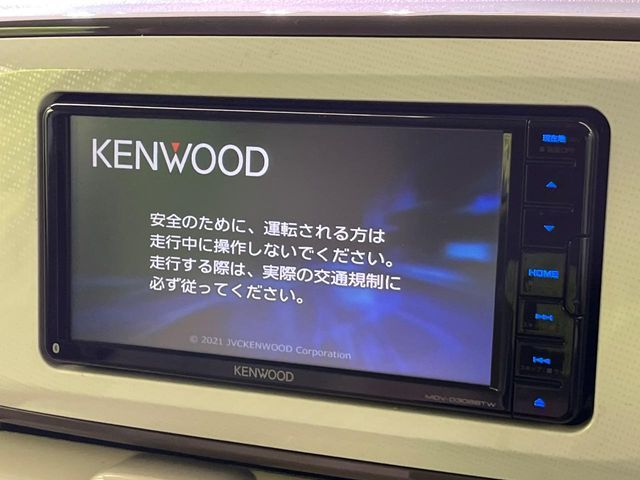 KENWOOD
安全のために、運転される方は
走行中に操作しないでください。
走行する際は、実際の交通規制に
必ず従ってください。
© 2021 JVCKENWOOD Corporation
KENWOOD
MDV-D308BTW
現在地
HOME